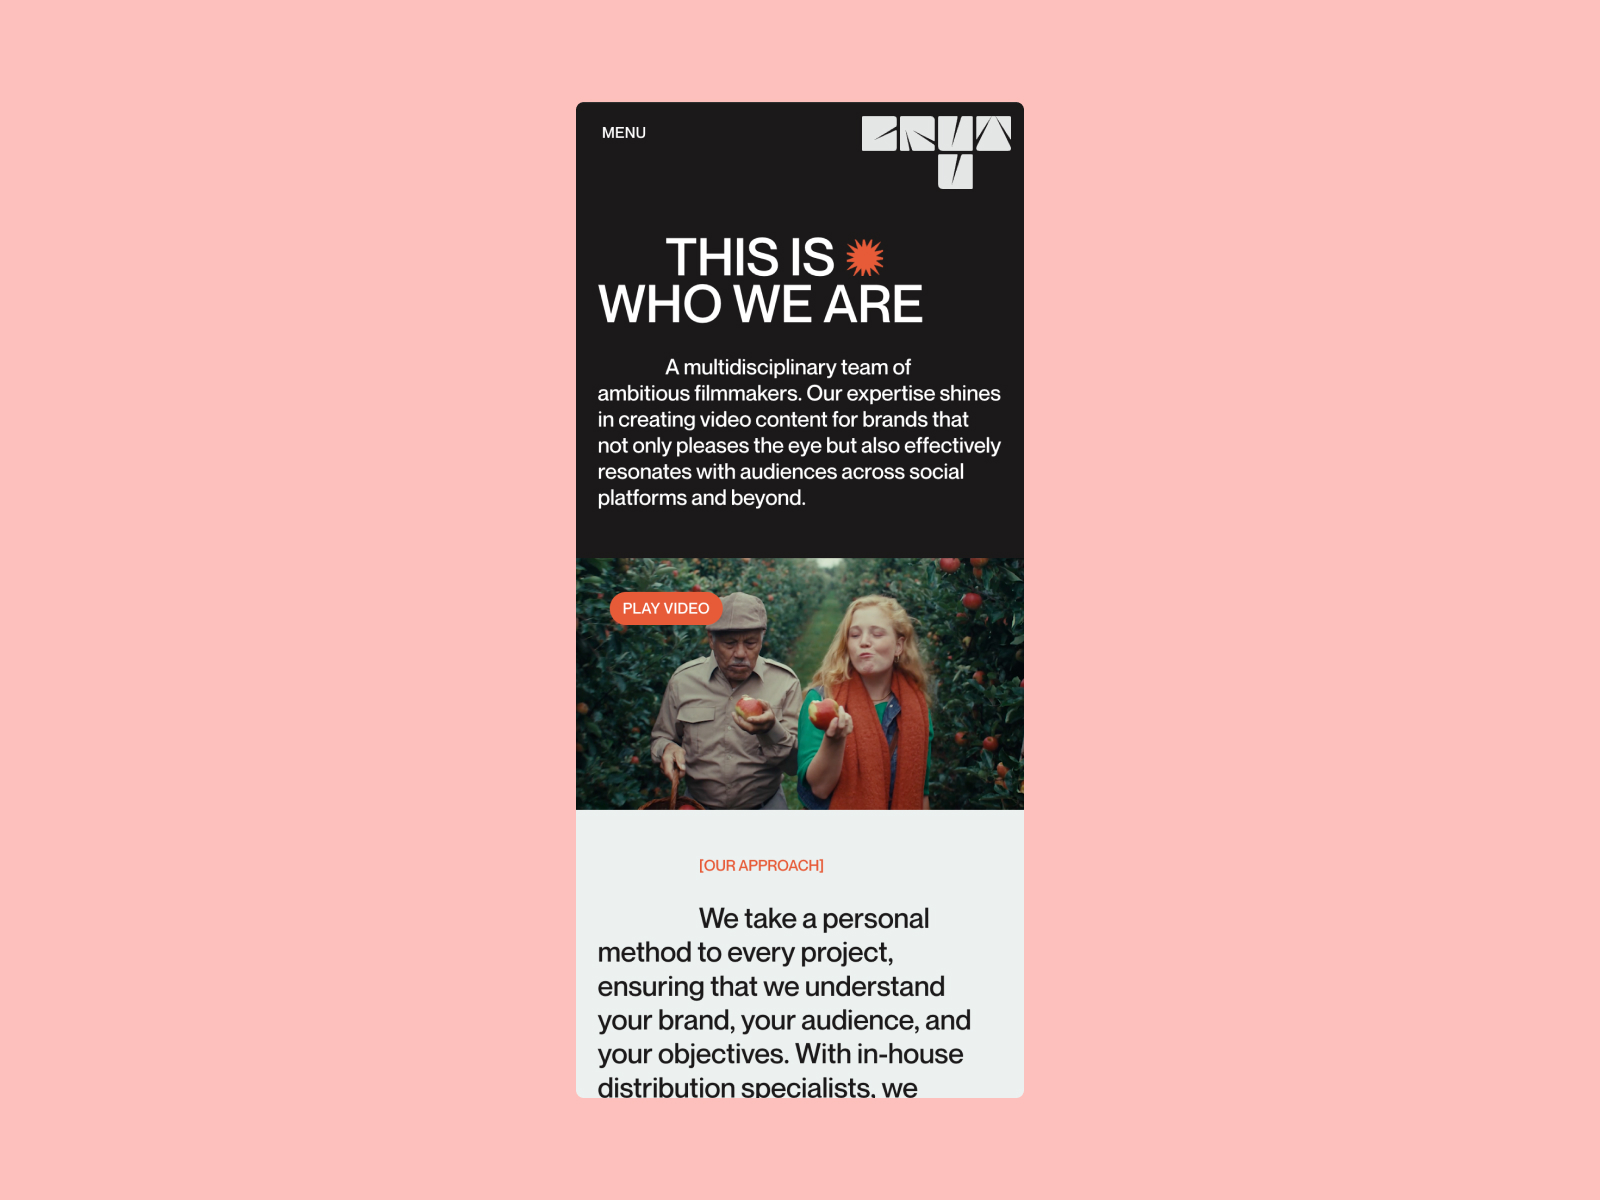 MENU
THIS IS
WHO WE ARE
A multidisciplinary team of
ambitious filmmakers. Our expertise shines
in creating video content for brands that
not only pleases the eye but also effectively
resonates with audiences across social
platforms and beyond.
PLAY VIDEO
[OUR APPROACH]
We take a personal
method to every project,
ensuring that we understand
your brand, your audience, and
your objectives. With in-house
distribution specialists, we